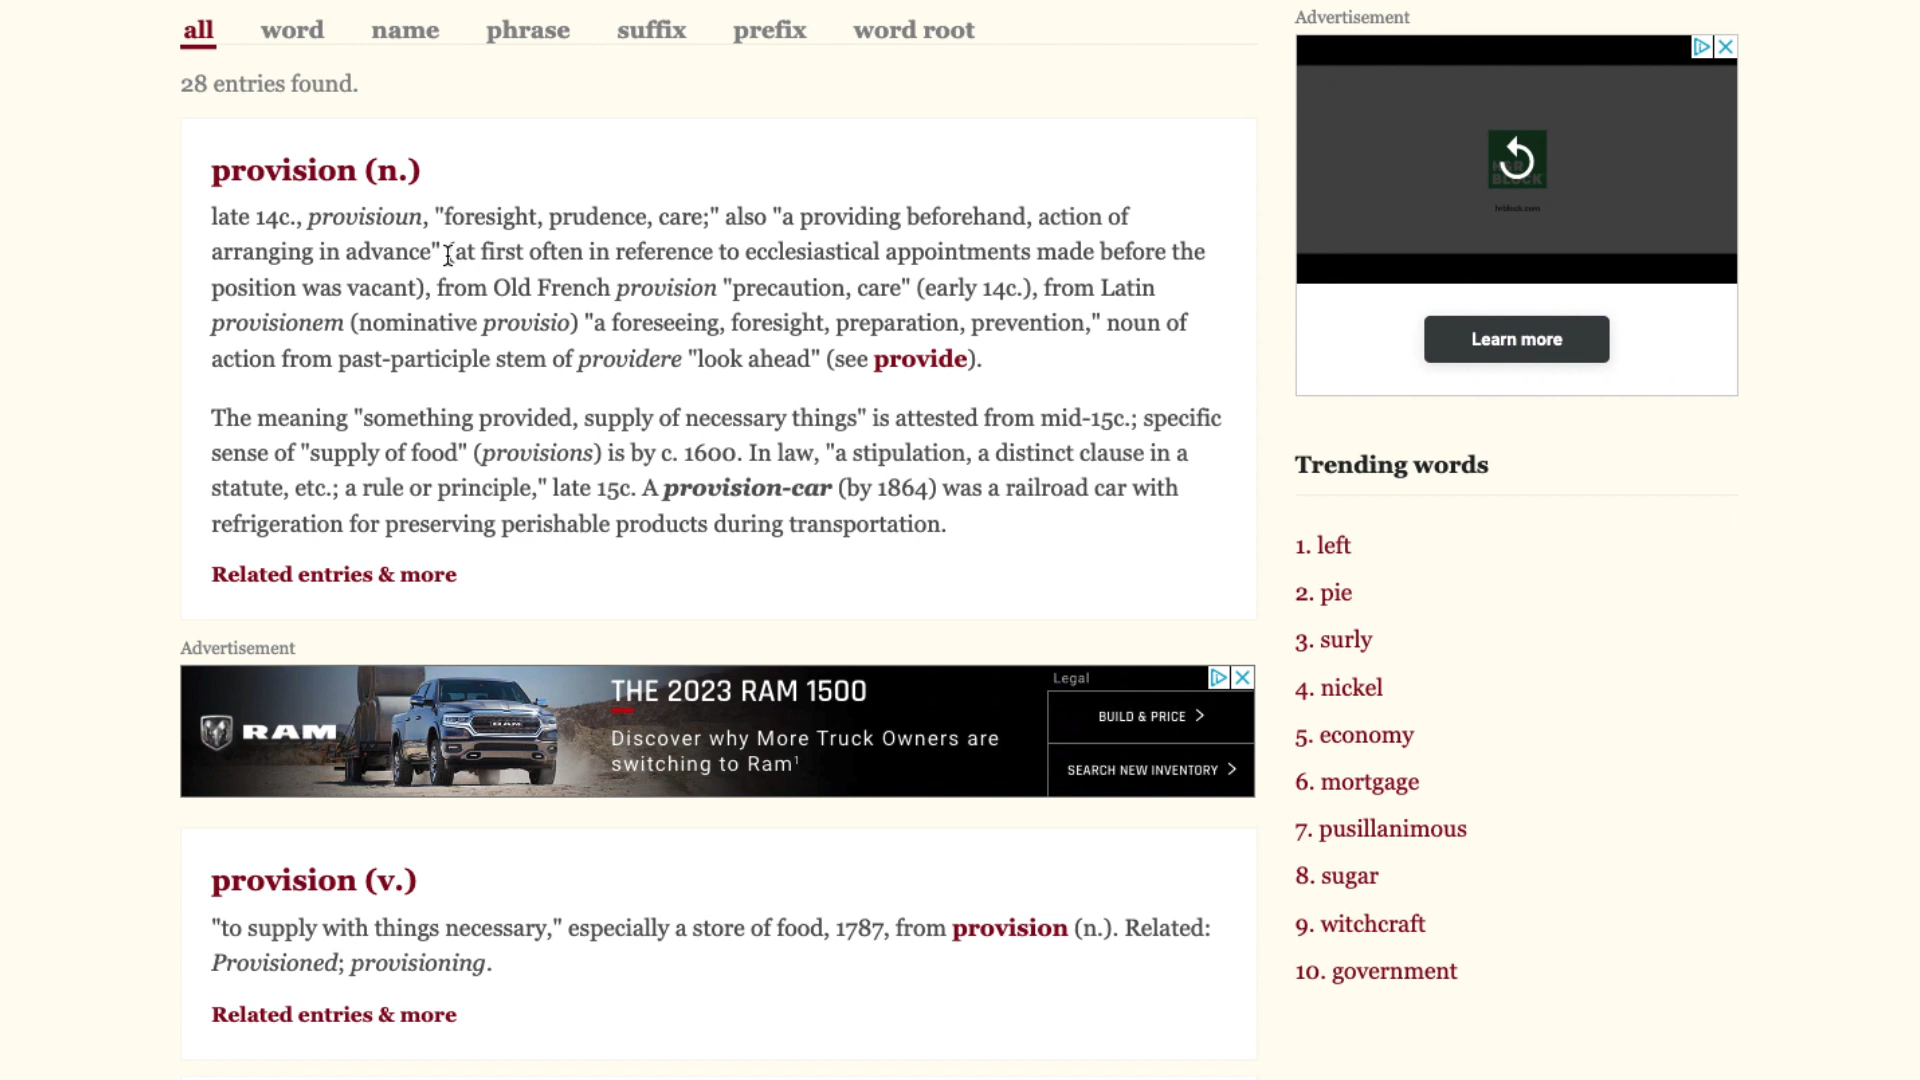 all word name phrase suffix prefix word root
28 entries found.
provision (n.)
late 14c., provisioun, "foresight, prudence, care;" also "a providing beforehand, action of
arranging in advance" (at first often in reference to ecclesiastical appointments made before the
position was vacant), from Old French provision "precaution, care" (early 14c.), from Latin
provisionem (nominative provisio) "a foreseeing, foresight, preparation, prevention," noun of
action from past-participle stem of providere "look ahead" (see provide).
The meaning "something provided, supply of necessary things" is attested from mid-15c.; specific
sense of "supply of food" (provisions) is by c. 1600. In law, "a stipulation, a distinct clause in a
statute, etc.; a rule or principle," late 15c. A provision-car (by 1864) was a railroad car with
refrigeration for preserving perishable products during transportation.
Related entries & more
Advertisement
RAM
THE 2023 RAM 1500
Discover why More Truck Owners are
switching to Ram¹
Legal
BUILD & PRICE
SEARCH NEW INVENTORY
provision (v.)
"to supply with things necessary," especially a store of food, 1787, from provision (n.). Related:
Provisioned; provisioning.
Related entries & more
Advertisement
H&R
BLOCK
hrblock.com
Learn more
Trending words
1. left
2. pie
3. surly
4. nickel
5. economy
6. mortgage
7. pusillanimous
8. sugar
9. witchcraft
10. government